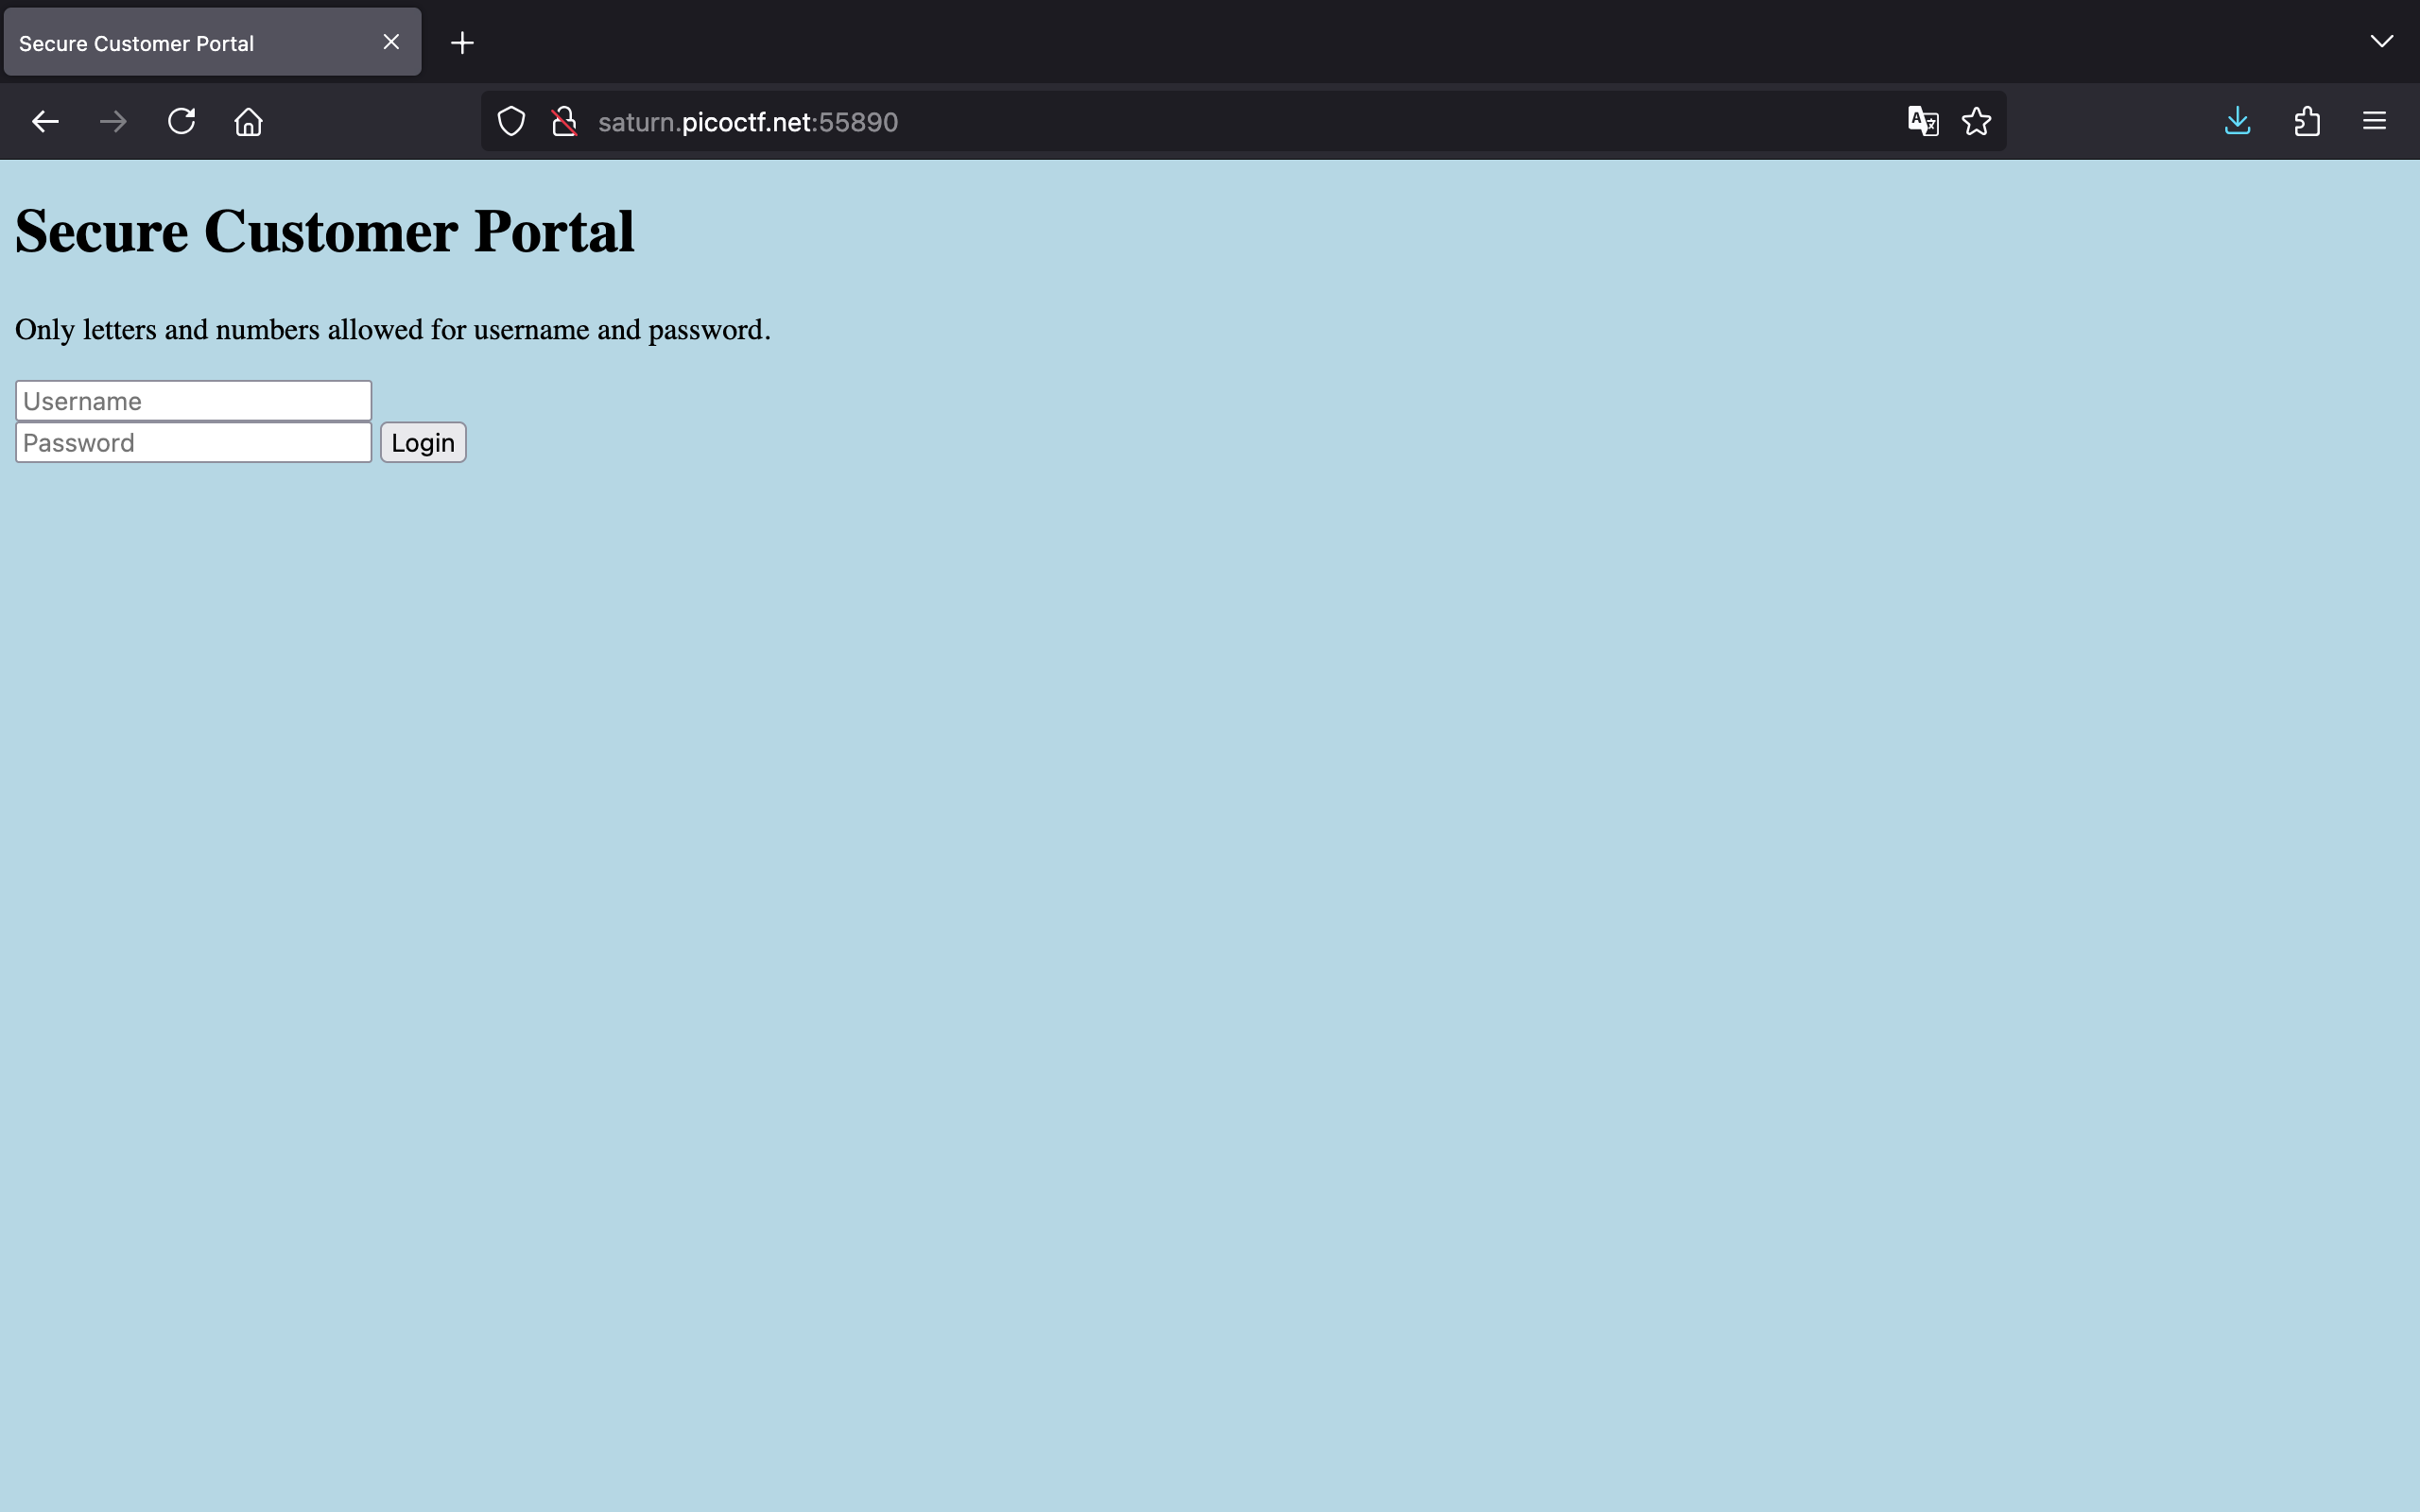 Secure Customer Portal
saturn.picoctf.net:55890
Secure Customer Portal
Only letters and numbers allowed for username and password.
Username
Password Login